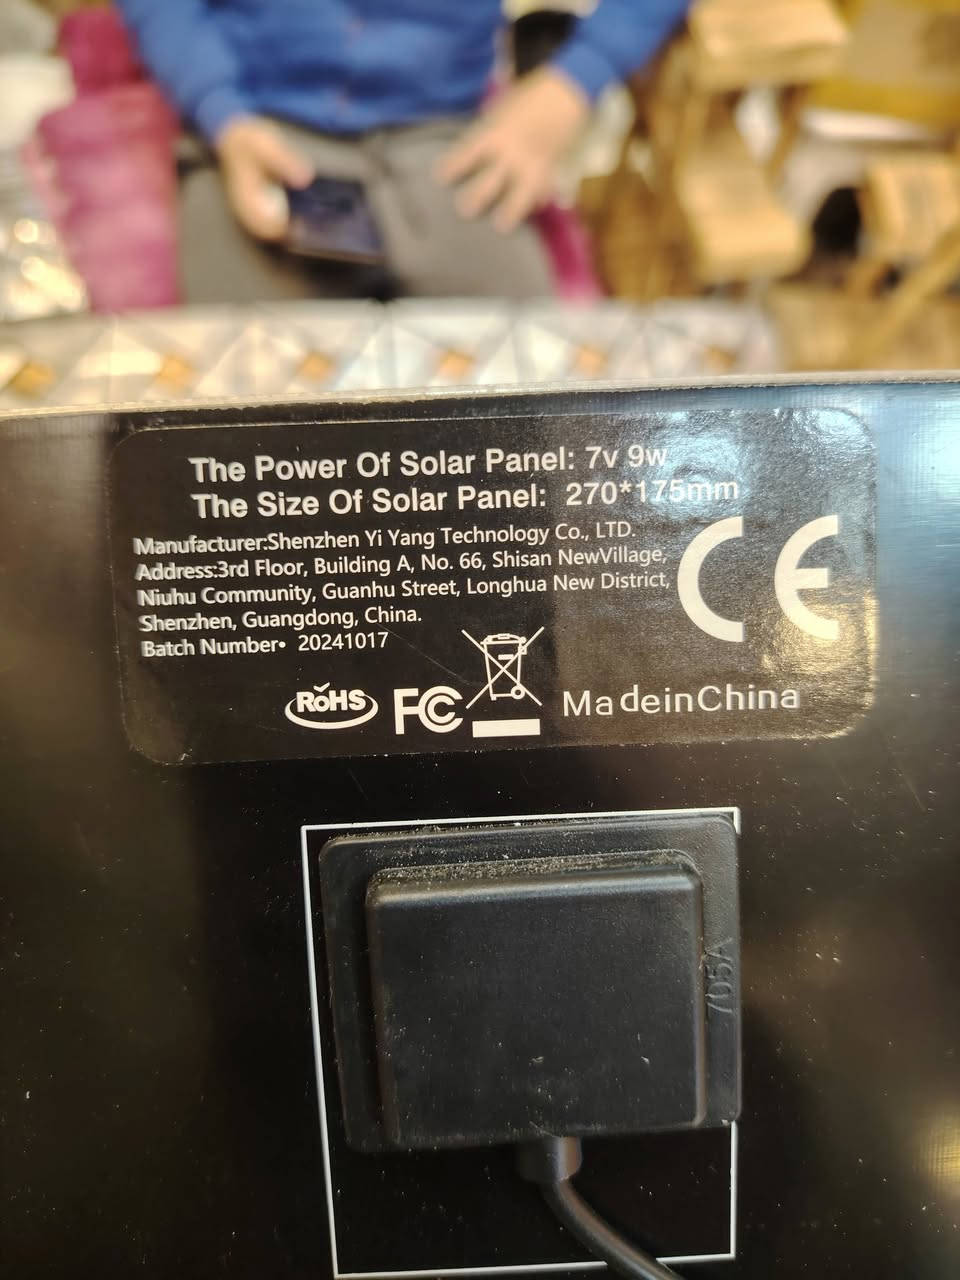 The Power Of Solar Panel: 7v 9w
The Size Of Solar Panel: 270*175mm
Manufacturer:Shenzhen Yi Yang Technology Co., LTD.
Address:3rd Floor, Building A, No. 66, Shisan NewVillage,
Niuhu Community, Guanhu Street, Longhua New District,
Shenzhen, Guangdong, China.
Batch Number• 20241017
CE
RoHS FC MadeinChina
705A